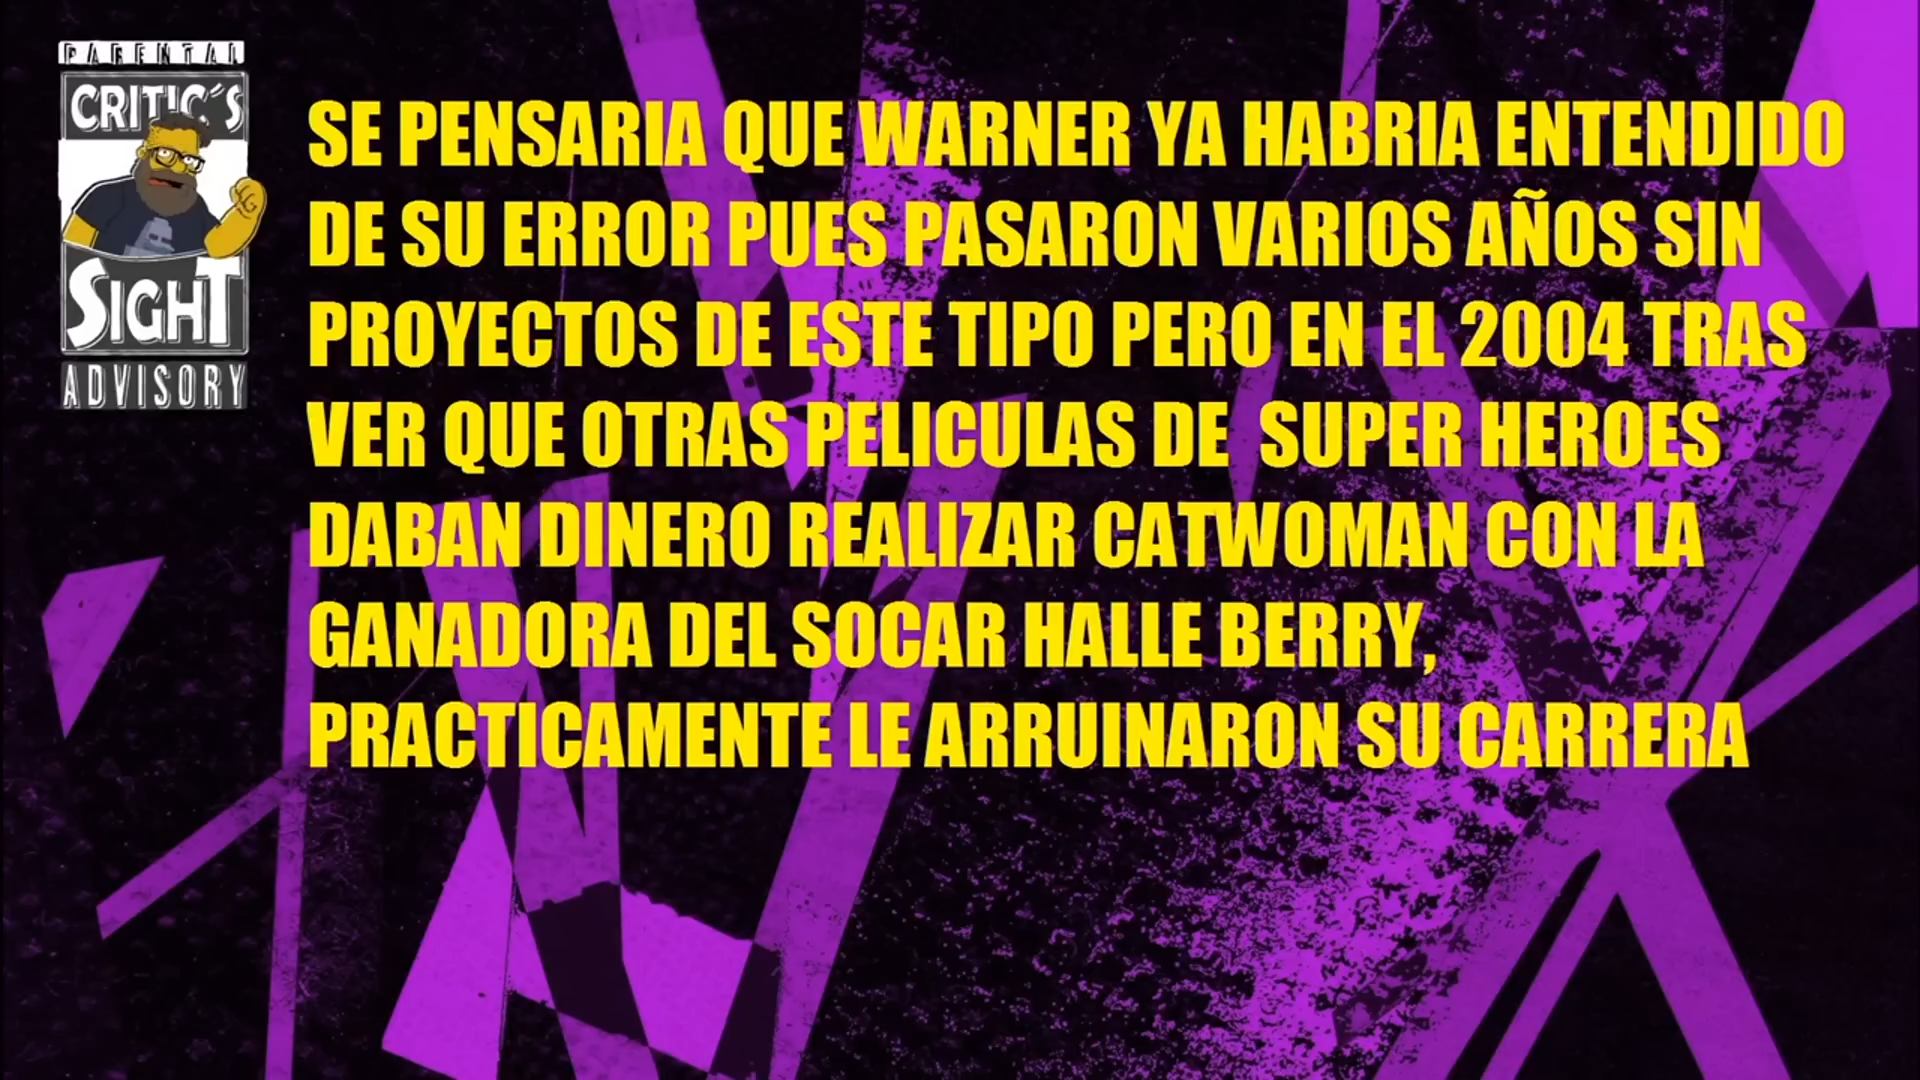 PARENTAL
CRITIC´S
SIGHT
ADVISORY
SE PENSARIA QUE WARNER YA HABRIA ENTENDIDO
DE SU ERROR PUES PASARON VARIOS AÑOS SIN
PROYECTOS DE ESTE TIPO PERO EN EL 2004 TRAS
VER QUE OTRAS PELICULAS DE SUPER HEROES
DABAN DINERO REALIZAR CATWOMAN CON LA
GANADORA DEL SOCAR HALLE BERRY,
PRACTICAMENTE LE ARRUINARON SU CARRERA